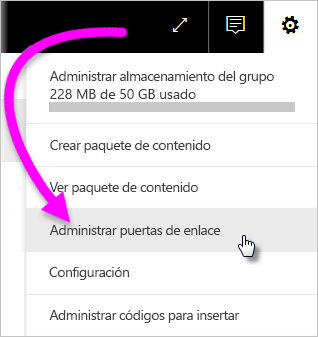 Administrar almacenamiento del grupo
228 MB de 50 GB usado
Crear paquete de contenido
Ver paquete de contenido
Administrar puertas de enlace
Configuración
Administrar códigos para insertar